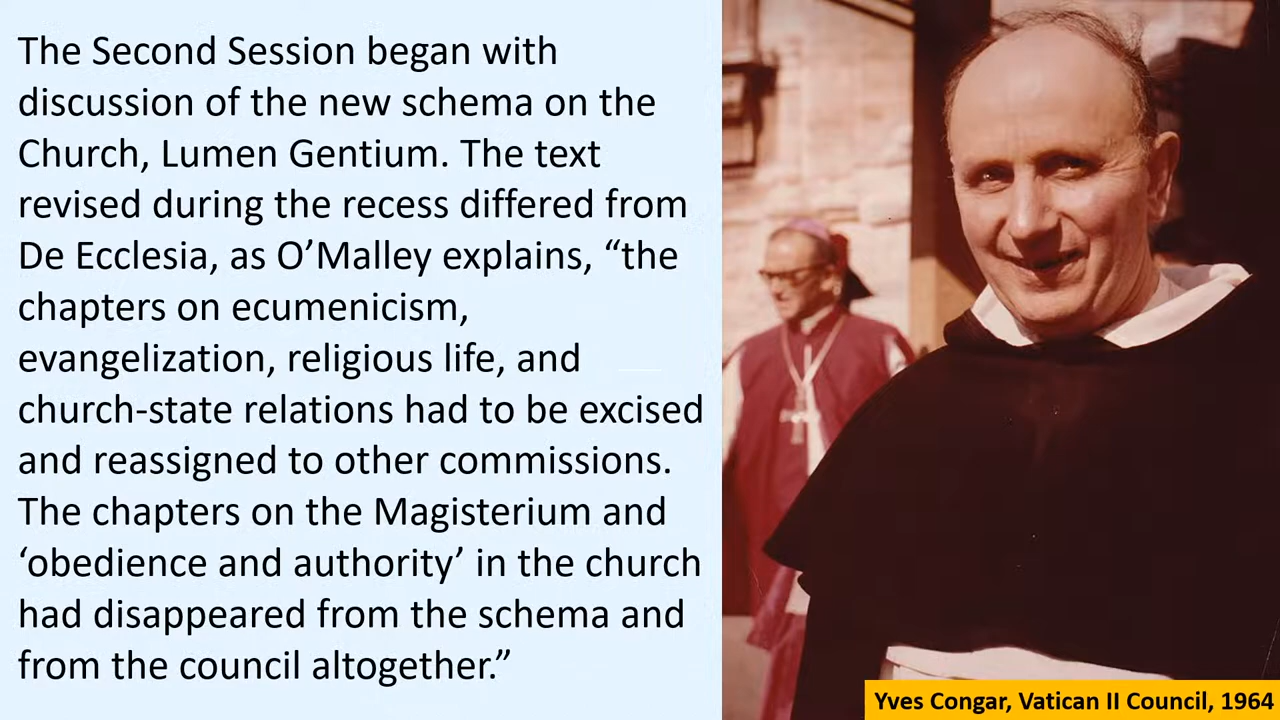 The Second Session began with
discussion of the new schema on the
Church, Lumen Gentium. The text
revised during the recess differed from
De Ecclesia, as O’Malley explains, “the
chapters on ecumenicism,
evangelization, religious life, and
church-state relations had to be excised
and reassigned to other commissions.
The chapters on the Magisterium and
‘obedience and authority’ in the church
had disappeared from the schema and
from the council altogether.”
Yves Congar, Vatican II Council, 1964